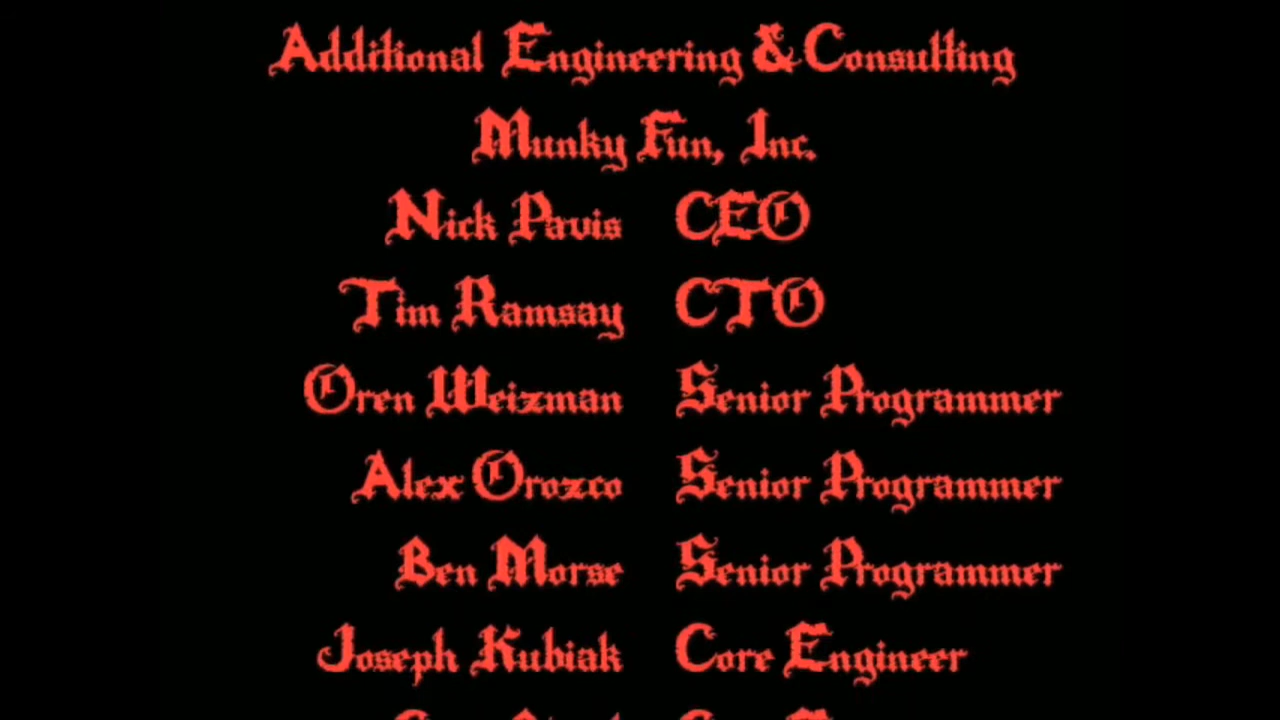 Additional Engineering & Consulting
Munky Fun, Inc.
Nick Pavis CEO
Tim Ramsay CTO
Oren Weizman Senior Programmer
Alex Orozco Senior Programmer
Ben Morse Senior Programmer
Joseph Kubiak Core Engineer